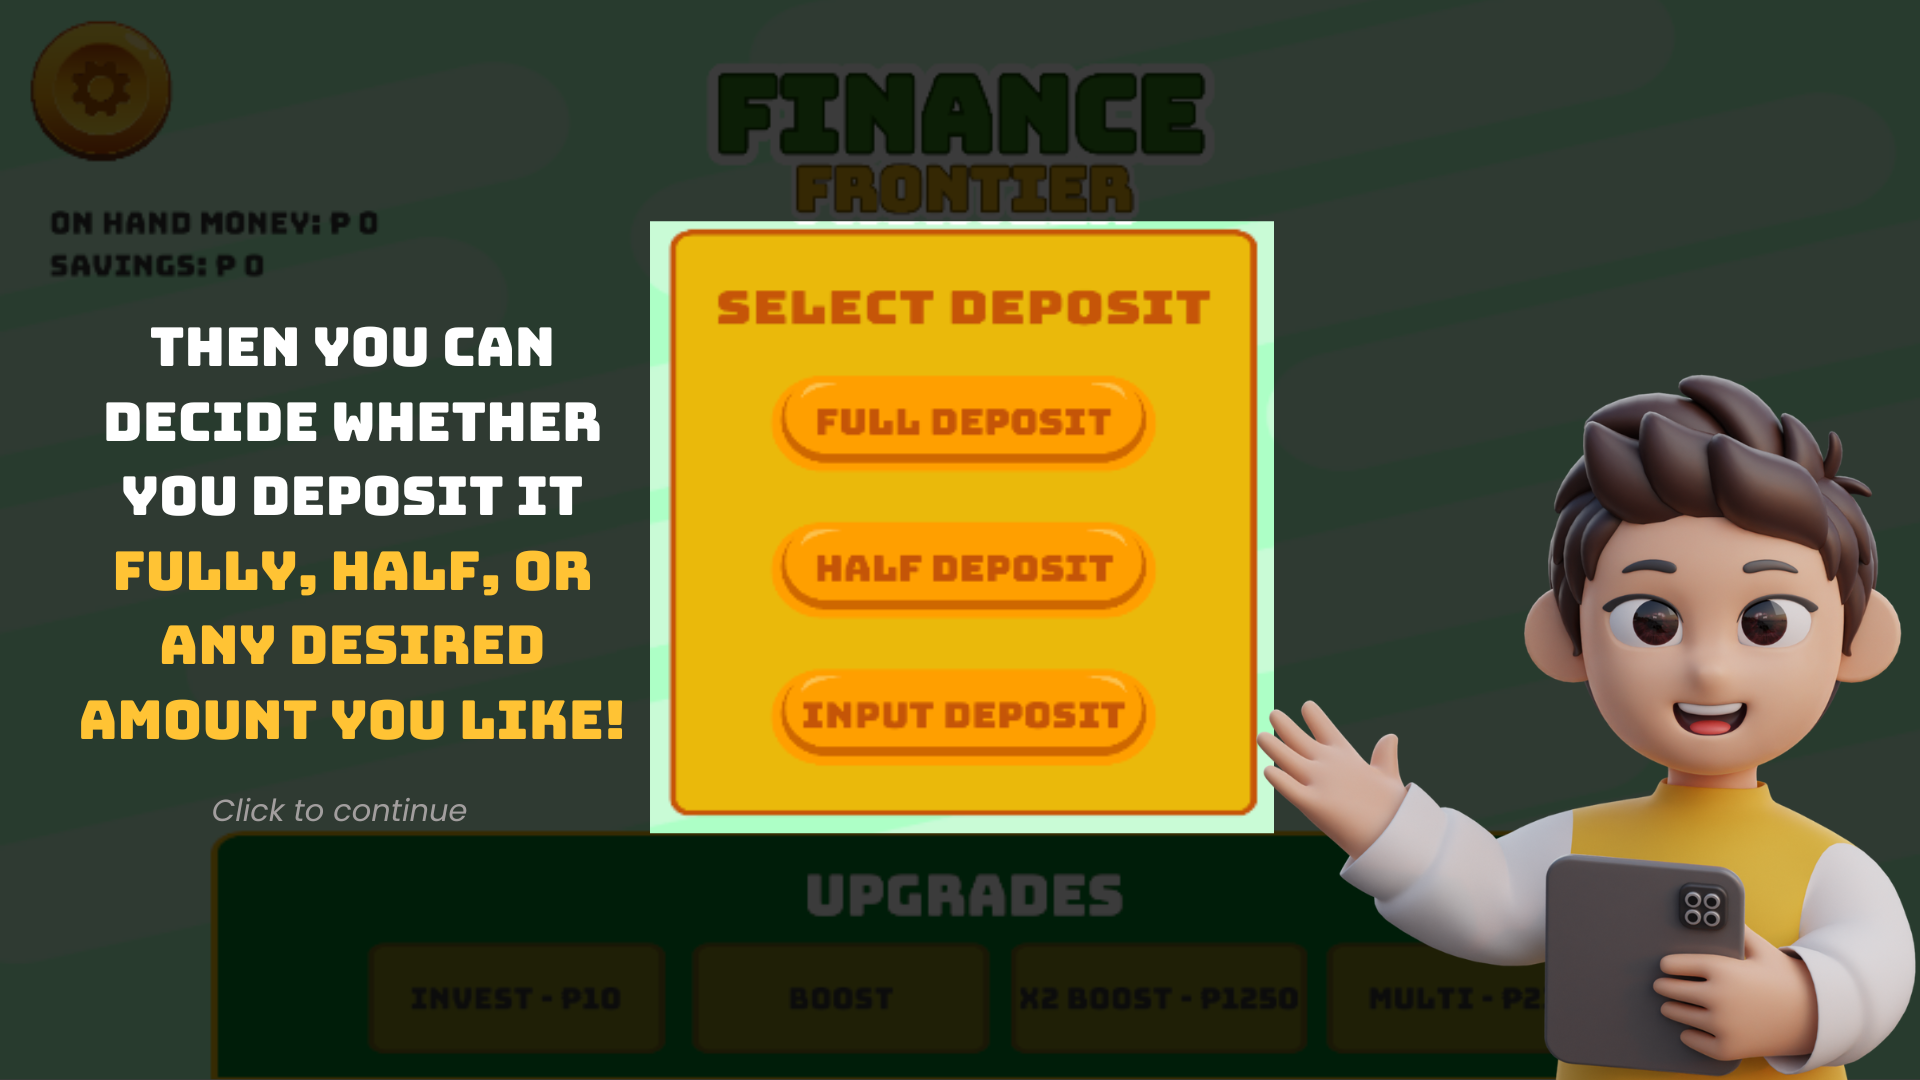 FINANCE
FRONTIER
ON HAND MONEY: P 0
SAVINGS: P 0
THEN YOU CAN
DECIDE WHETHER
YOU DEPOSIT IT
FULLY, HALF, OR
ANY DESIRED
AMOUNT YOU LIKE!
Click to continue
SELECT DEPOSIT
FULL DEPOSIT
HALF DEPOSIT
INPUT DEPOSIT
UPGRADES
INVEST - P10
BOOST
X2 BOOST - P1250
MULTI -